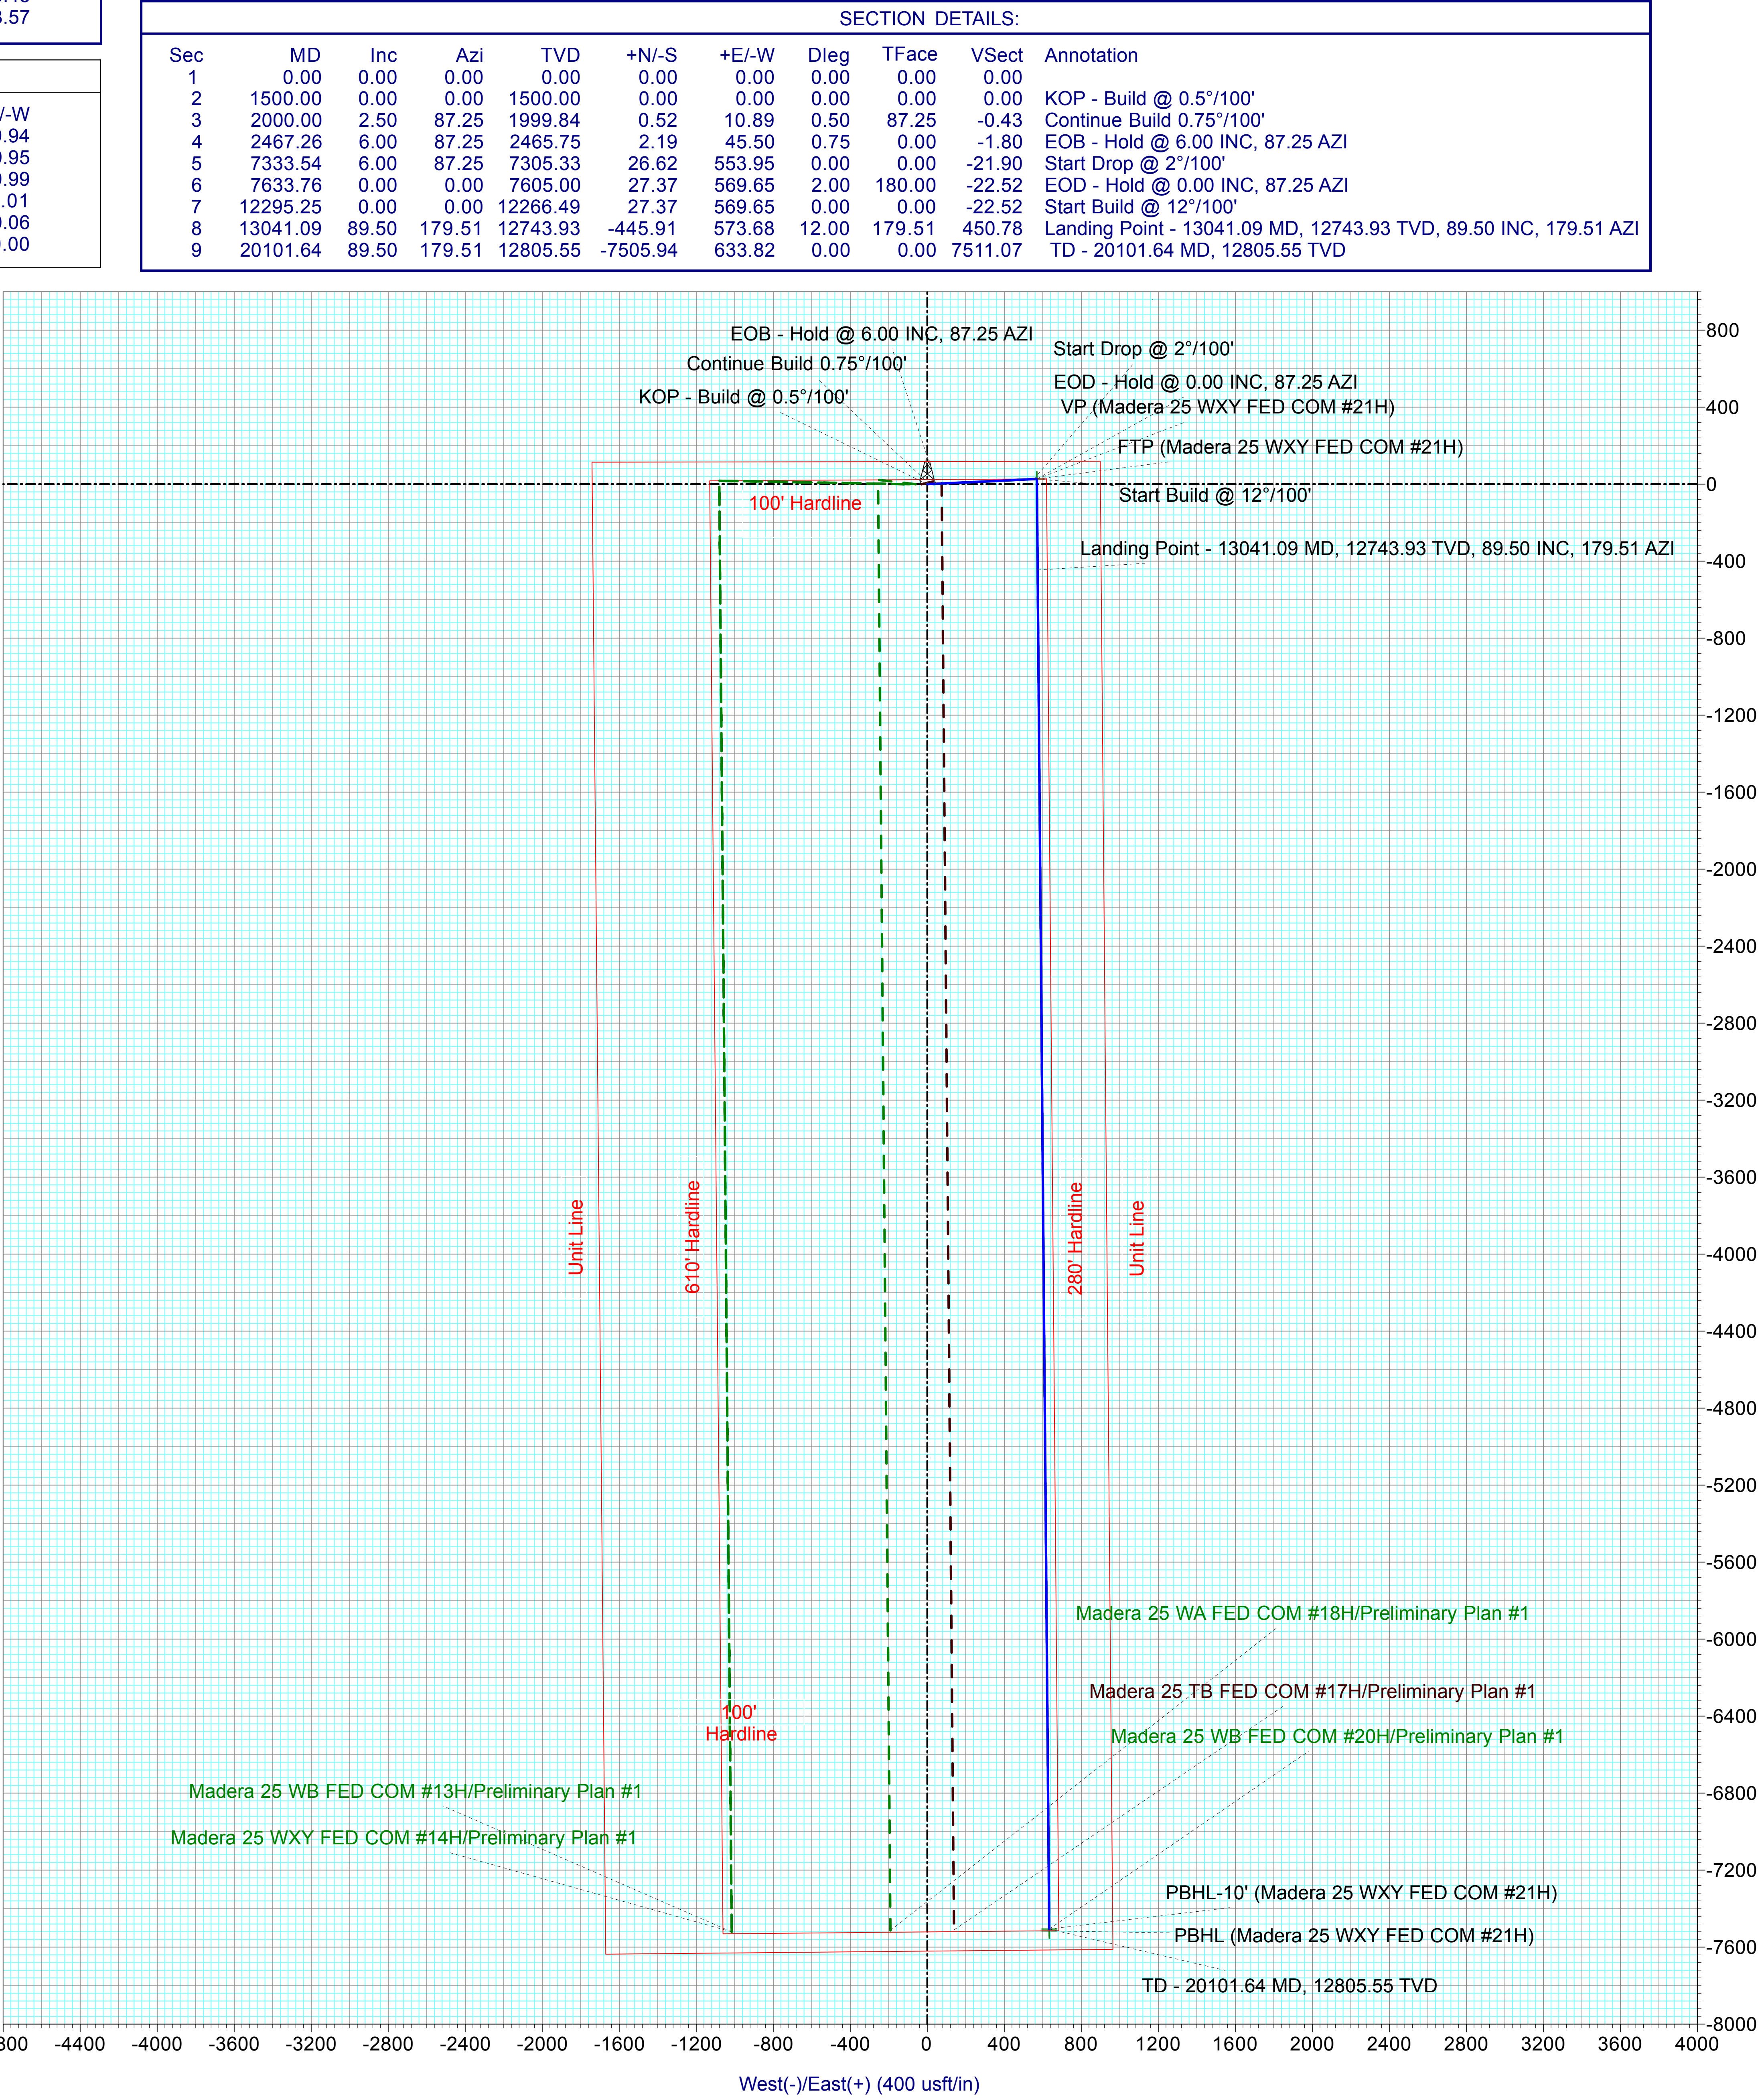 3.57
/-W
.94
.95
.99
.01
.06
.00
SECTION DETAILS:
Sec MD Inc Azi TVD +N/-S +E/-W Dleg TFace VSect Annotation
1 0.00 0.00 0.00 0.00 0.00 0.00 0.00 0.00 0.00
2 1500.00 0.00 0.00 1500.00 0.00 0.00 0.00 0.00 0.00 KOP - Build @ 0.5°/100'
3 2000.00 2.50 87.25 1999.84 0.52 10.89 0.50 87.25 -0.43 Continue Build 0.75°/100'
4 2467.26 6.00 87.25 2465.75 2.19 45.50 0.75 0.00 -1.80 EOB - Hold @ 6.00 INC, 87.25 AZI
5 7333.54 6.00 87.25 7305.33 26.62 553.95 0.00 0.00 -21.90 Start Drop @ 2°/100'
6 7633.76 0.00 0.00 7605.00 27.37 569.65 2.00 180.00 -22.52 EOD - Hold @ 0.00 INC, 87.25 AZI
7 12295.25 0.00 0.00 12266.49 27.37 569.65 0.00 0.00 -22.52 Start Build @ 12°/100'
8 13041.09 89.50 179.51 12743.93 -445.91 573.68 12.00 179.51 450.78 Landing Point - 13041.09 MD, 12743.93 TVD, 89.50 INC, 179.51 AZI
9 20101.64 89.50 179.51 12805.55 -7505.94 633.82 0.00 0.00 7511.07 TD - 20101.64 MD, 12805.55 TVD
EOB - Hold @ 6.00 INC, 87.25 AZI
Continue Build 0.75°/100'
KOP - Build @ 0.5°/100'
Start Drop @ 2°/100'
EOD - Hold @ 0.00 INC, 87.25 AZI
VP (Madera 25 WXY FED COM #21H)
FTP (Madera 25 WXY FED COM #21H)
Start Build @ 12°/100'
100' Hardline
Landing Point - 13041.09 MD, 12743.93 TVD, 89.50 INC, 179.51 AZI
800
400
0
-400
-800
-1200
-1600
-2000
-2400
-2800
-3200
-3600
-4000
-4400
-4800
-5200
-5600
-6000
-6400
-6800
-7200
-7600
-8000
Unit Line
610' Hardline
280' Hardline
Unit Line
Madera 25 WA FED COM #18H/Preliminary Plan #1
Madera 25 TB FED COM #17H/Preliminary Plan #1
100'
Hardline
Madera 25 WB FED COM #20H/Preliminary Plan #1
Madera 25 WB FED COM #13H/Preliminary Plan #1
Madera 25 WXY FED COM #14H/Preliminary Plan #1
PBHL-10' (Madera 25 WXY FED COM #21H)
PBHL (Madera 25 WXY FED COM #21H)
TD - 20101.64 MD, 12805.55 TVD
800 -4400 -4000 -3600 -3200 -2800 -2400 -2000 -1600 -1200 -800 -400 0 400 800 1200 1600 2000 2400 2800 3200 3600 4000
West(-)/East(+) (400 usft/in)